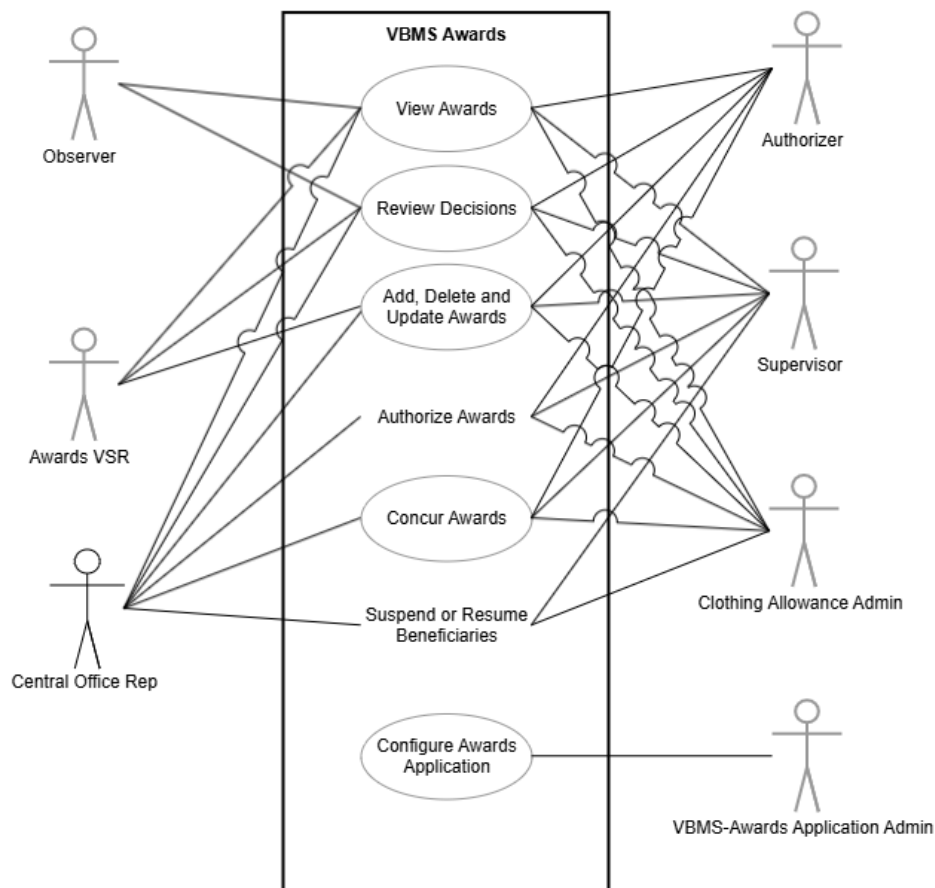 VBMS Awards
View Awards
Review Decisions
Add, Delete and
Update Awards
Authorize Awards
Concur Awards
Suspend or Resume
Beneficiaries
Configure Awards
Application
Observer
Awards VSR
Central Office Rep
Authorizer
Supervisor
Clothing Allowance Admin
VBMS-Awards Application Admin